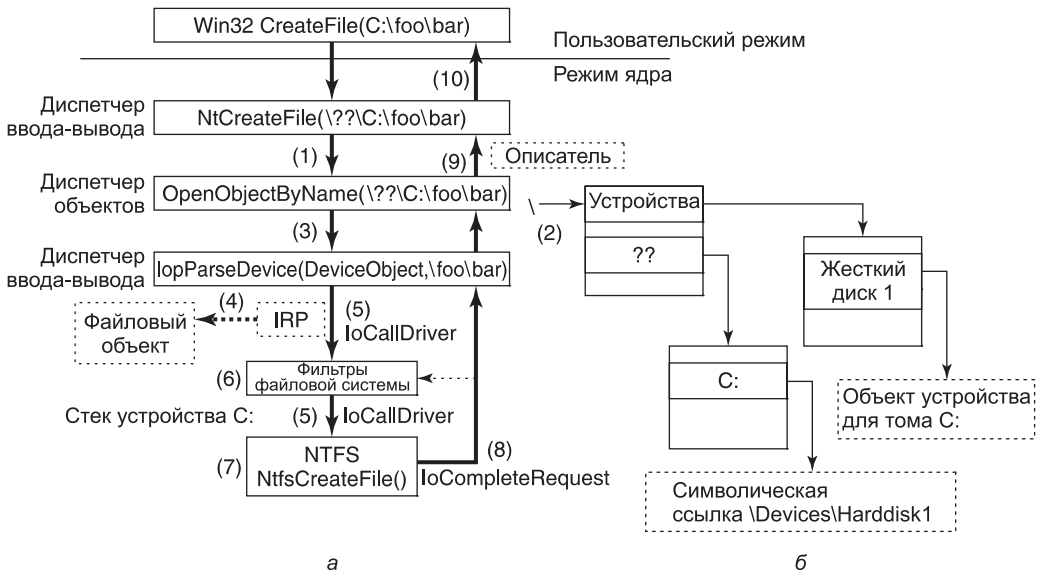 Win32 CreateFile(C:\foo\bar)
Пользовательский режим
Режим ядра
(10)
Диспетчер
ввода-вывода
NtCreateFile(\??\C:\foo\bar)
(1)
(9)
Описатель
Диспетчер
объектов
OpenObjectByName(\??\C:\foo\bar)
(3)
Диспетчер
ввода-вывода
IopParseDevice(DeviceObject,\foo\bar)
(4)
Файловый
объект
IRP
(5)
IoCallDriver
(6)
Фильтры
файловой системы
Стек устройства C:
(5)
IoCallDriver
(7)
NTFS
NtfsCreateFile()
(8)
IoCompleteRequest
а
\
(2)
Устройства
??
Жесткий
диск 1
C:
Объект устройства
для тома C:
Символическая
ссылка \Devices\Harddisk1
б